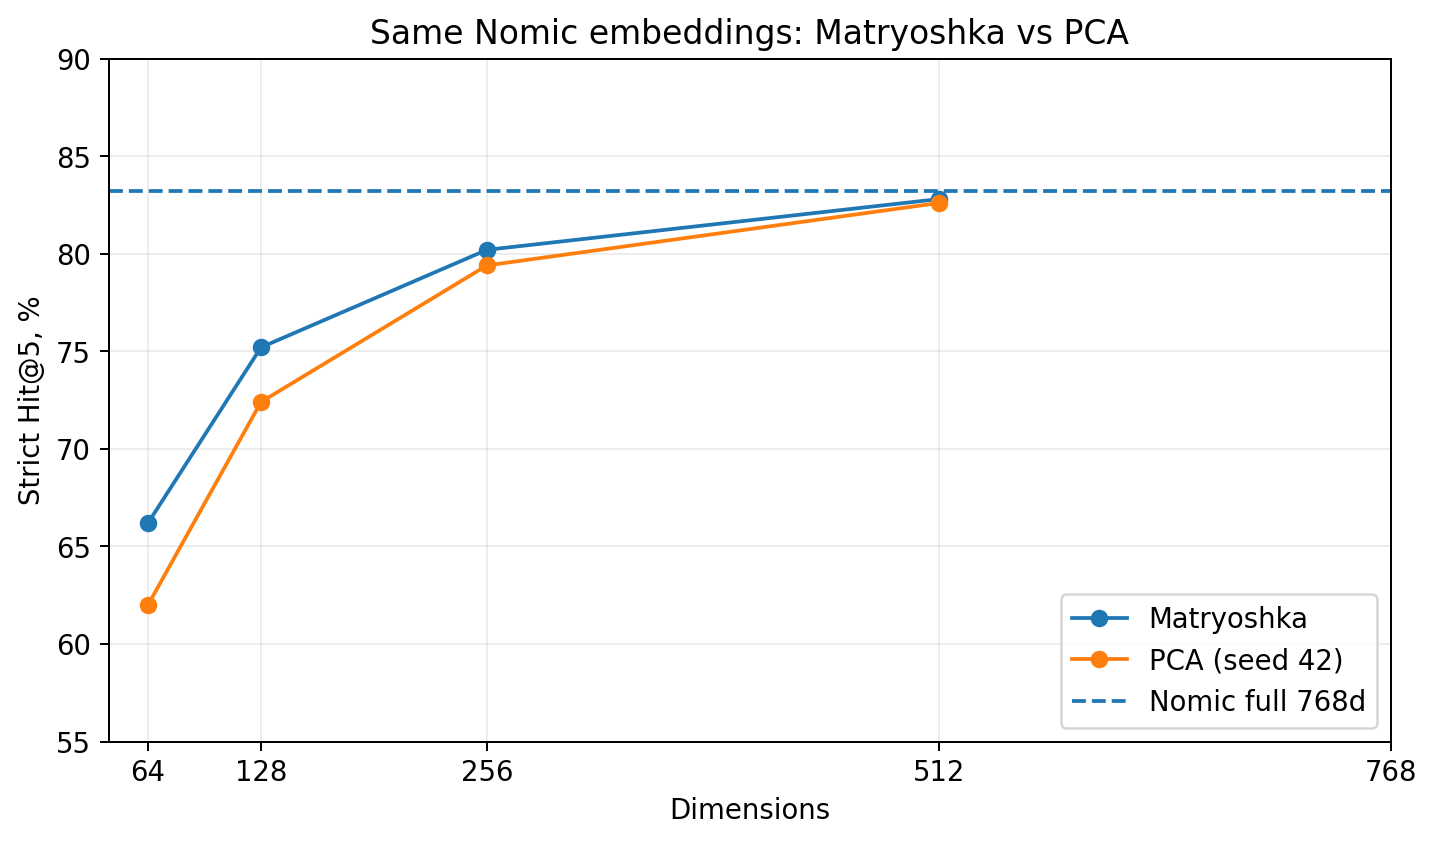 Same Nomic embeddings: Matryoshka vs PCA
90
85
80
75
70
65
60
55
Strict Hit@5, %
64 128 256 512 768
Dimensions
Matryoshka
PCA (seed 42)
Nomic full 768d